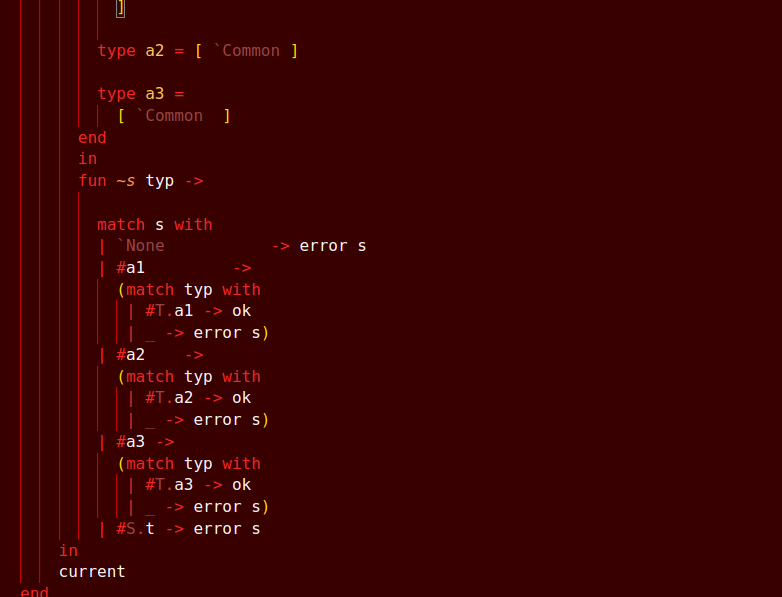 ]
type a2 = [ `Common ]
type a3 =
[ `Common  ]
end
in
fun ~s typ ->
match s with
| `None           -> error s
| #a1         ->
(match typ with
| #T.a1 -> ok
| _ -> error s)
| #a2    ->
(match typ with
| #T.a2 -> ok
| _ -> error s)
| #a3 ->
(match typ with
| #T.a3 -> ok
| _ -> error s)
| #S.t -> error s
in
current
end